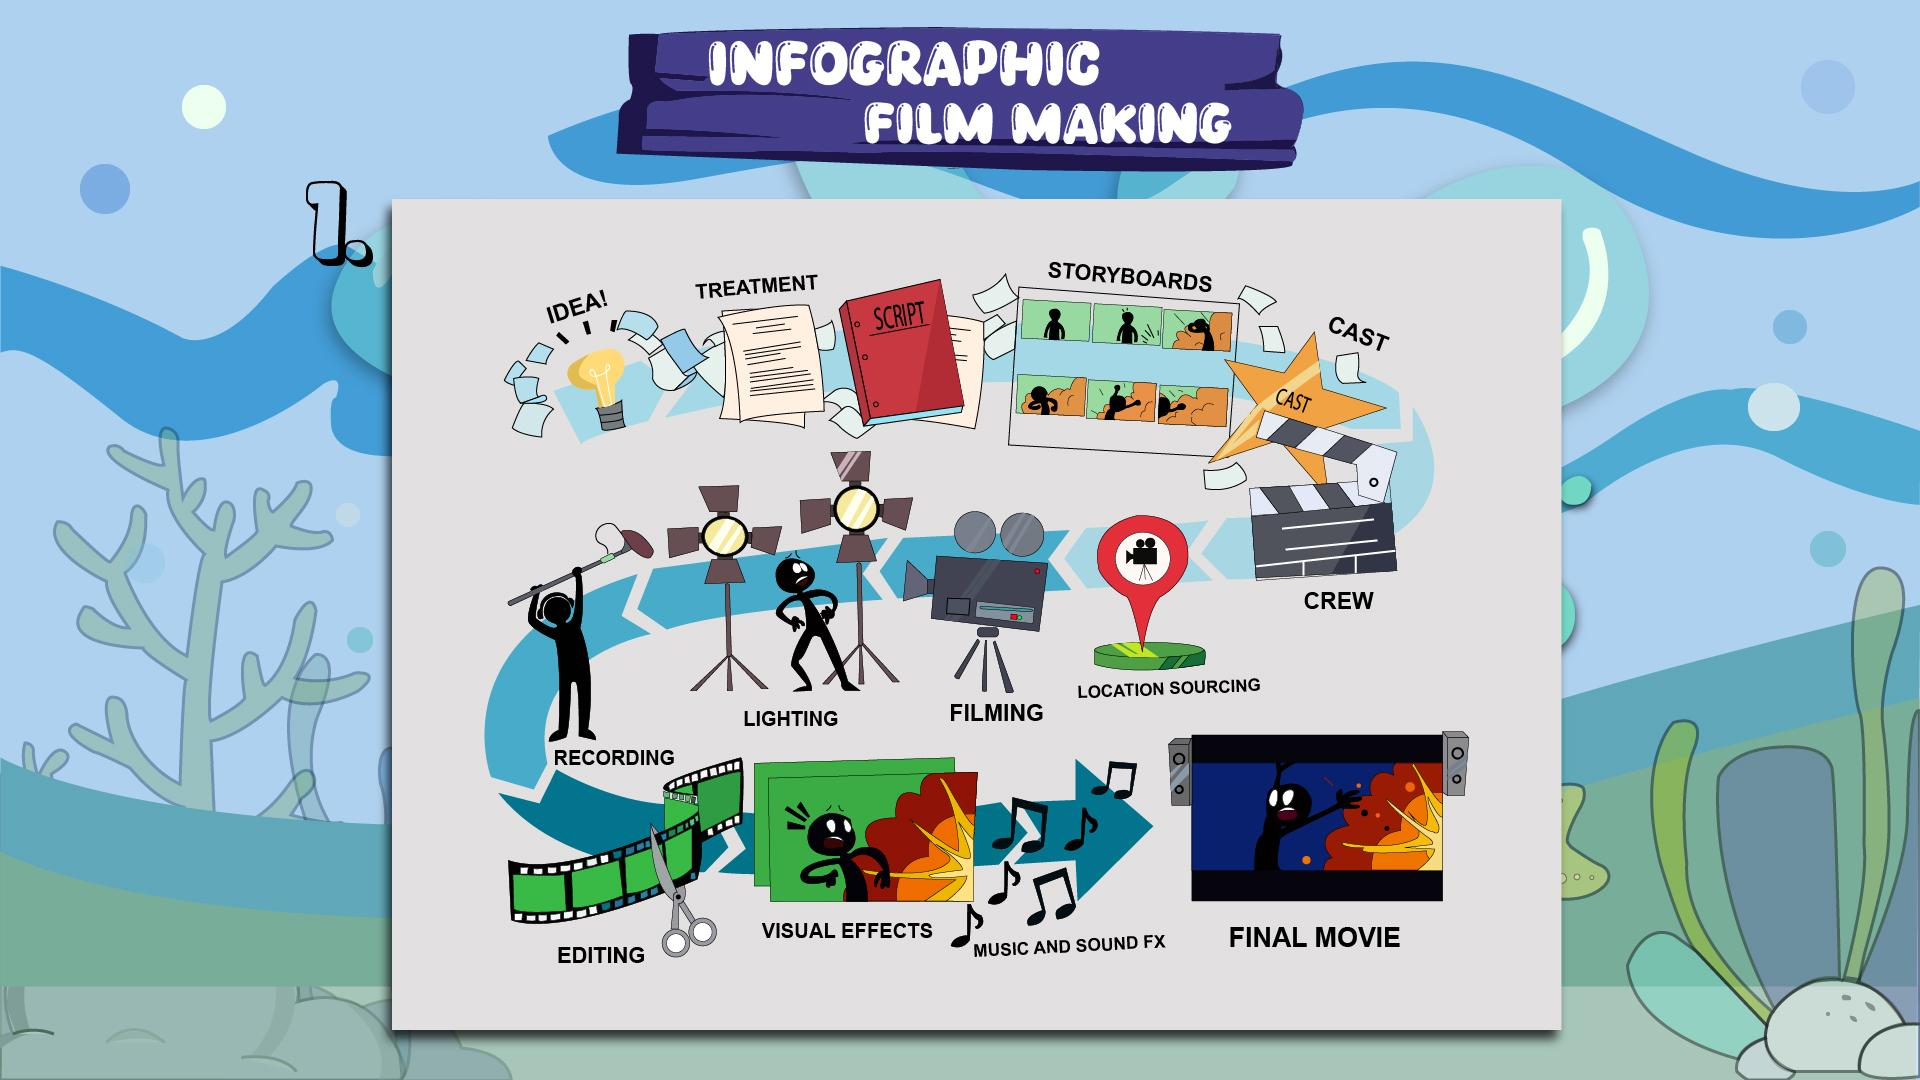 INFOGRAPHIC
FILM MAKING
1.
IDEA!
TREATMENT
SCRIPT
STORYBOARDS
CAST
CAST
CREW
LOCATION SOURCING
FILMING
LIGHTING
RECORDING
EDITING
VISUAL EFFECTS
MUSIC AND SOUND FX
FINAL MOVIE